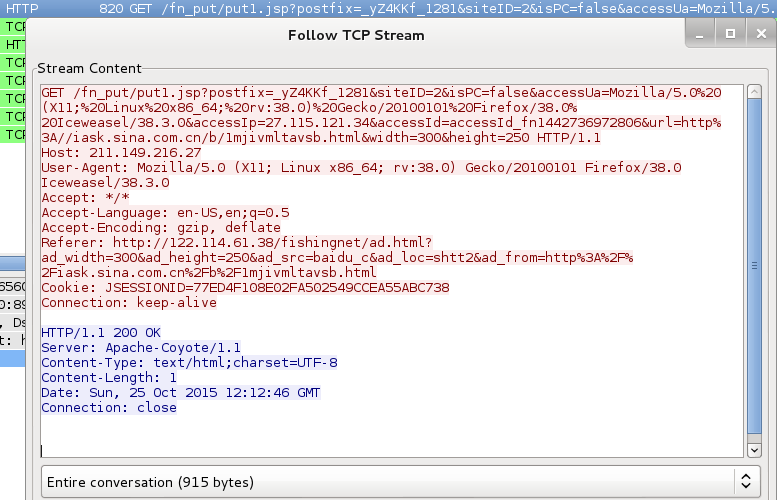 HTTP 820 GET /fn_put/put1.jsp?postfix=_yZ4KKf_1281&siteID=2&isPC=false&accessUa=Mozilla/5.
Follow TCP Stream
TCP
HTT
TCP
TCP
TCP
TCP
TCP
Stream Content
GET /fn_put/put1.jsp?postfix=_yZ4KKf_1281&siteID=2&isPC=false&accessUa=Mozilla/5.0%20
(X11;%20Linux%20x86_64;%20rv:38.0)%20Gecko/20100101%20Firefox/38.0%
20Iceweasel/38.3.0&accessIp=27.115.121.34&accessId=accessId_fn1442736972806&url=http%
3A//iask.sina.com.cn/b/1mjivmltavsb.html&width=300&height=250 HTTP/1.1
Host: 211.149.216.27
User-Agent: Mozilla/5.0 (X11; Linux x86_64; rv:38.0) Gecko/20100101 Firefox/38.0
Iceweasel/38.3.0
Accept: */*
Accept-Language: en-US,en;q=0.5
Accept-Encoding: gzip, deflate
Referer: http://122.114.61.38/fishingnet/ad.html?
ad_width=300&ad_height=250&ad_src=baidu_c&ad_loc=shtt2&ad_from=http%3A%2F%
2Fiask.sina.com.cn%2Fb%2F1mjivmltavsb.html
Cookie: JSESSIONID=77ED4F108E02FA502549CCEA55ABC738
Connection: keep-alive
HTTP/1.1 200 OK
Server: Apache-Coyote/1.1
Content-Type: text/html;charset=UTF-8
Content-Length: 1
Date: Sun, 25 Oct 2015 12:12:46 GMT
Connection: close
6560
0:89
, Ds
t: h
Entire conversation (915 bytes)